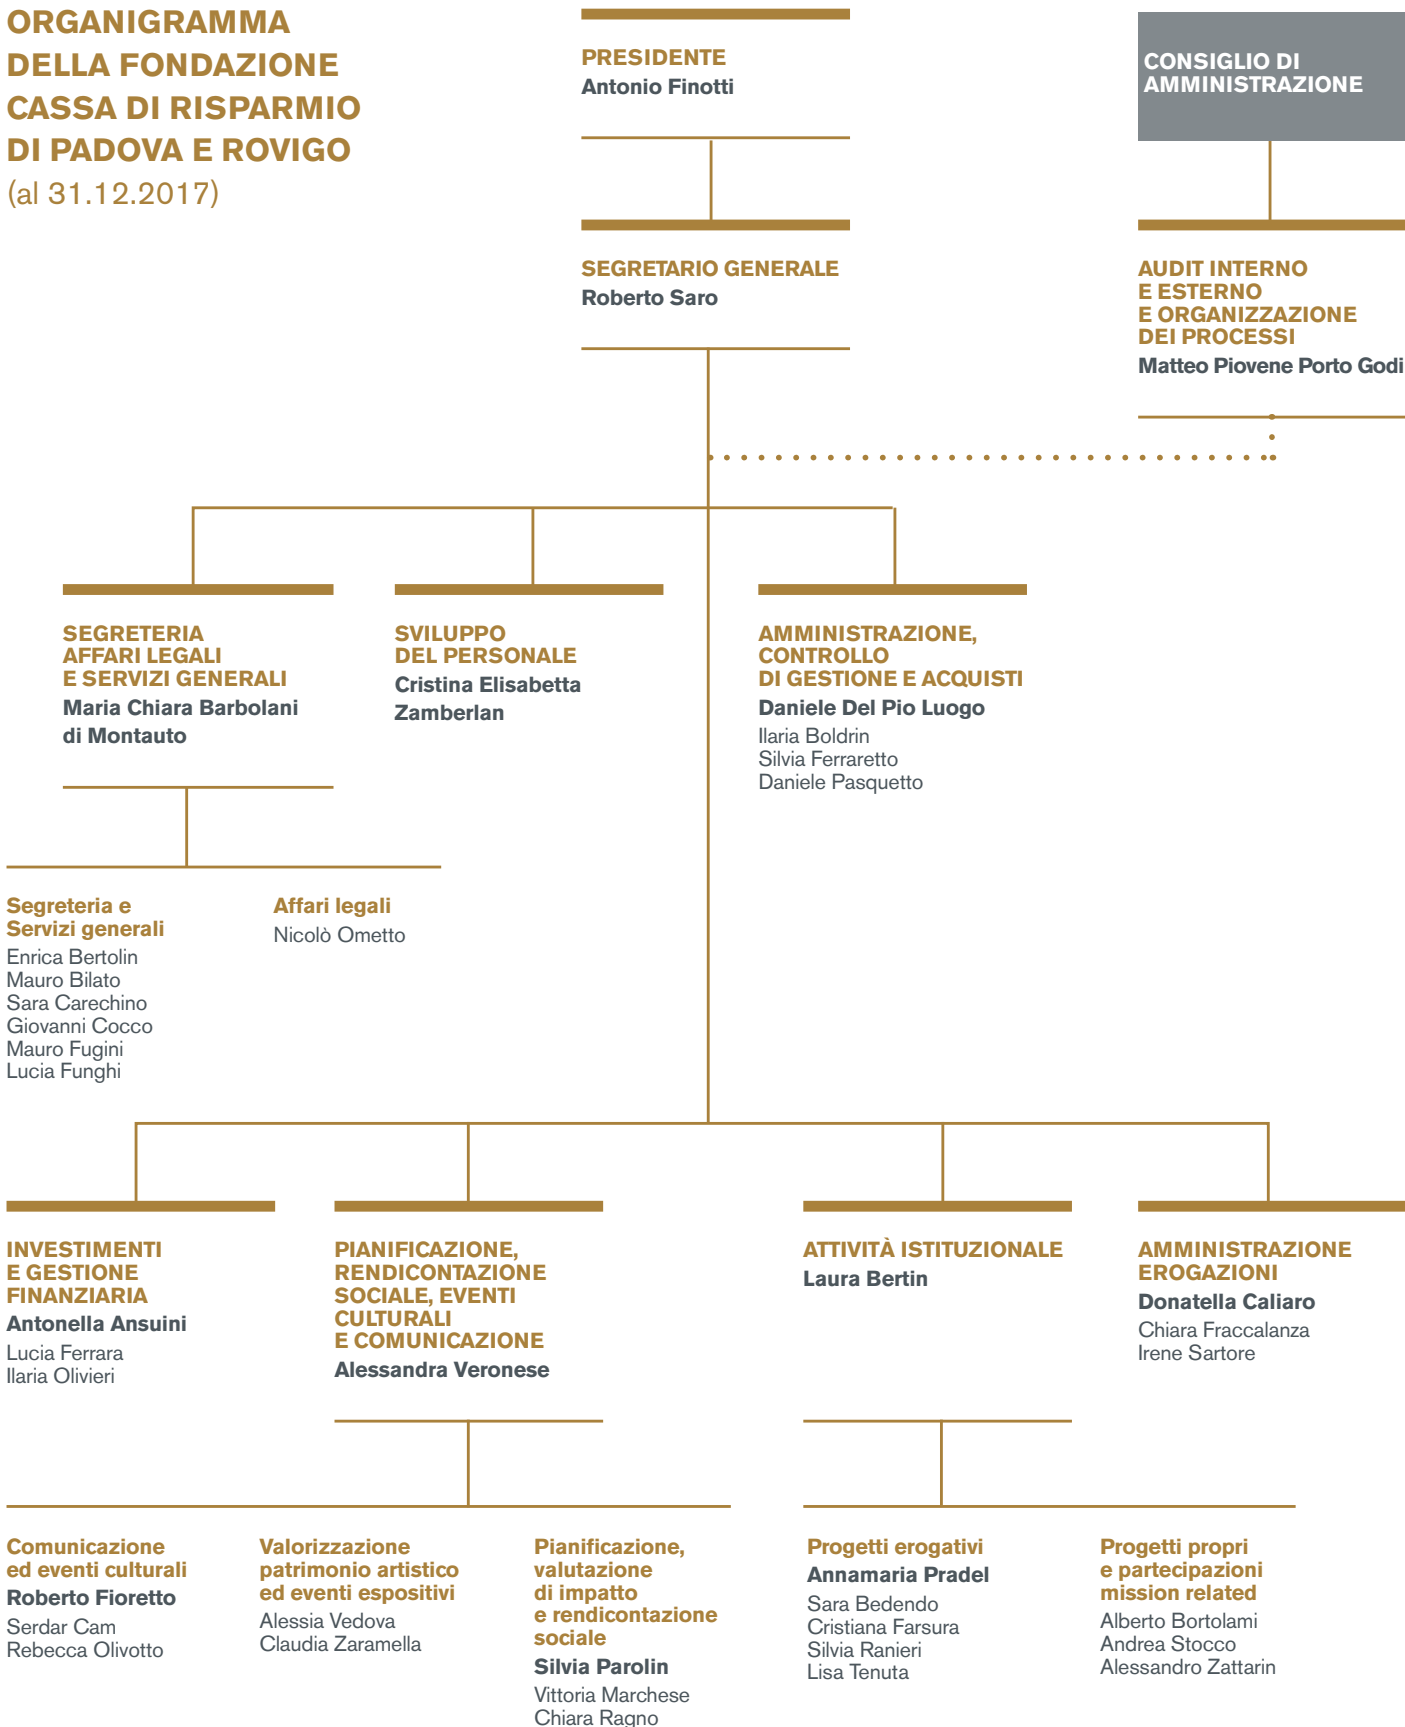 ORGANIGRAMMA
DELLA FONDAZIONE
CASSA DI RISPARMIO
DI PADOVA E ROVIGO
(al 31.12.2017)
PRESIDENTE
Antonio Finotti
CONSIGLIO DI
AMMINISTRAZIONE
SEGRETARIO GENERALE
Roberto Saro
AUDIT INTERNO
E ESTERNO
E ORGANIZZAZIONE
DEI PROCESSI
Matteo Piovene Porto Godi
SEGRETERIA
AFFARI LEGALI
E SERVIZI GENERALI
Maria Chiara Barbolani
di Montauto
SVILUPPO
DEL PERSONALE
Cristina Elisabetta
Zamberlan
AMMINISTRAZIONE,
CONTROLLO
DI GESTIONE E ACQUISTI
Daniele Del Pio Luogo
Ilaria Boldrin
Silvia Ferraretto
Daniele Pasquetto
Segreteria e
Servizi generali
Enrica Bertolin
Mauro Bilato
Sara Carechino
Giovanni Cocco
Mauro Fugini
Lucia Funghi
Affari legali
Nicolò Ometto
INVESTIMENTI
E GESTIONE
FINANZIARIA
Antonella Ansuini
Lucia Ferrara
Ilaria Olivieri
PIANIFICAZIONE,
RENDICONTAZIONE
SOCIALE, EVENTI
CULTURALI
E COMUNICAZIONE
Alessandra Veronese
ATTIVITÀ ISTITUZIONALE
Laura Bertin
AMMINISTRAZIONE
EROGAZIONI
Donatella Caliaro
Chiara Fraccalanza
Irene Sartore
Comunicazione
ed eventi culturali
Roberto Fioretto
Serdar Cam
Rebecca Olivotto
Valorizzazione
patrimonio artistico
ed eventi espositivi
Alessia Vedova
Claudia Zaramella
Pianificazione,
valutazione
di impatto
e rendicontazione
sociale
Silvia Parolin
Vittoria Marchese
Chiara Ragno
Progetti erogativi
Annamaria Pradel
Sara Bedendo
Cristiana Farsura
Silvia Ranieri
Lisa Tenuta
Progetti propri
e partecipazioni
mission related
Alberto Bortolami
Andrea Stocco
Alessandro Zattarin